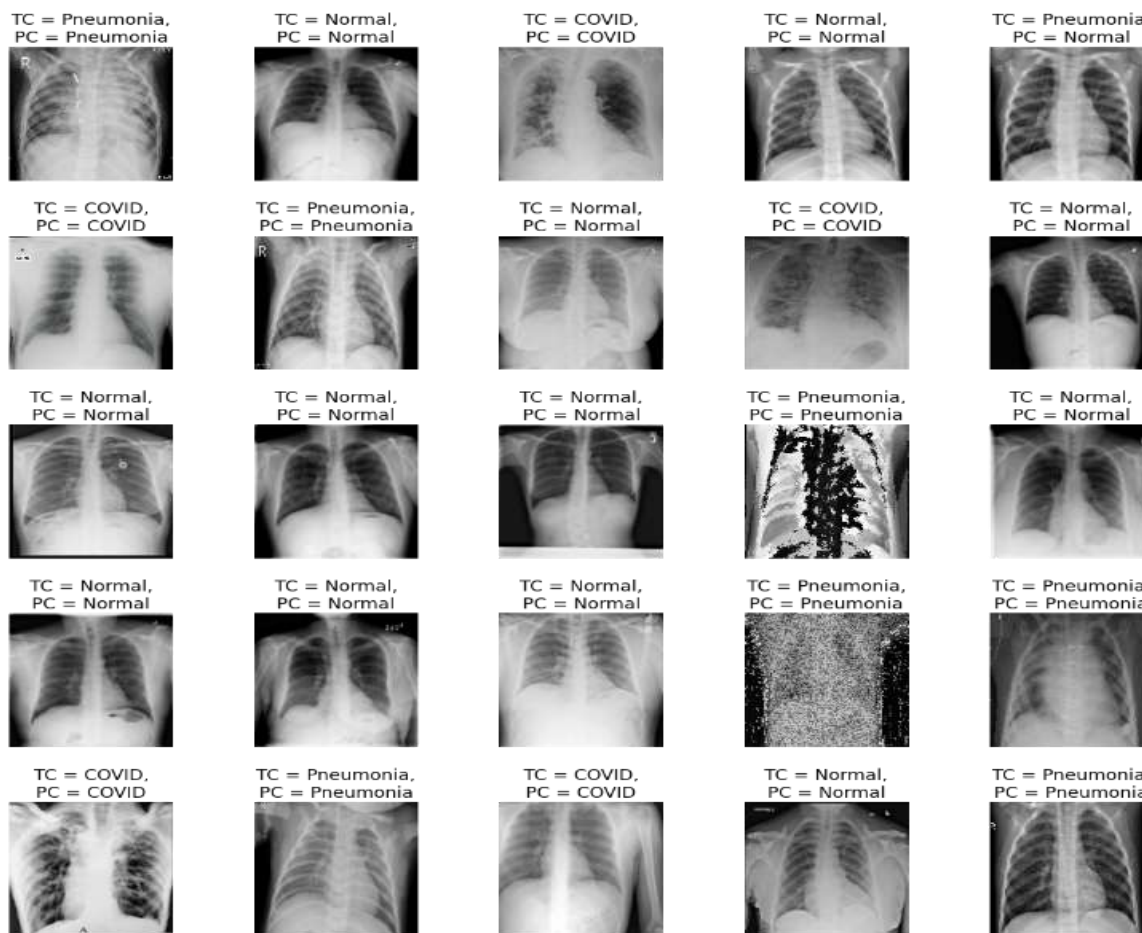 TC = Pneumonia,
PC = Pneumonia
R
TC = Normal,
PC = Normal
TC = COVID,
PC = COVID
TC = Normal,
PC = Normal
TC = Pneumonia
PC = Normal
TC = COVID,
PC = COVID
TC = Pneumonia,
PC = Pneumonia
R
TC = Normal,
PC = Normal
TC = COVID,
PC = COVID
TC = Normal,
PC = Normal
TC = Normal,
PC = Normal
TC = Normal,
PC = Normal
TC = Normal,
PC = Normal
TC = Pneumonia,
PC = Pneumonia
TC = Normal,
PC = Normal
TC = Normal,
PC = Normal
TC = Normal,
PC = Normal
TC = Normal,
PC = Normal
TC = Pneumonia,
PC = Pneumonia
TC = Pneumonia
PC = Pneumonia
TC = COVID,
PC = COVID
TC = Pneumonia,
PC = Pneumonia
TC = COVID,
PC = COVID
TC = Normal,
PC = Normal
TC = Pneumonia
PC = Pneumonia